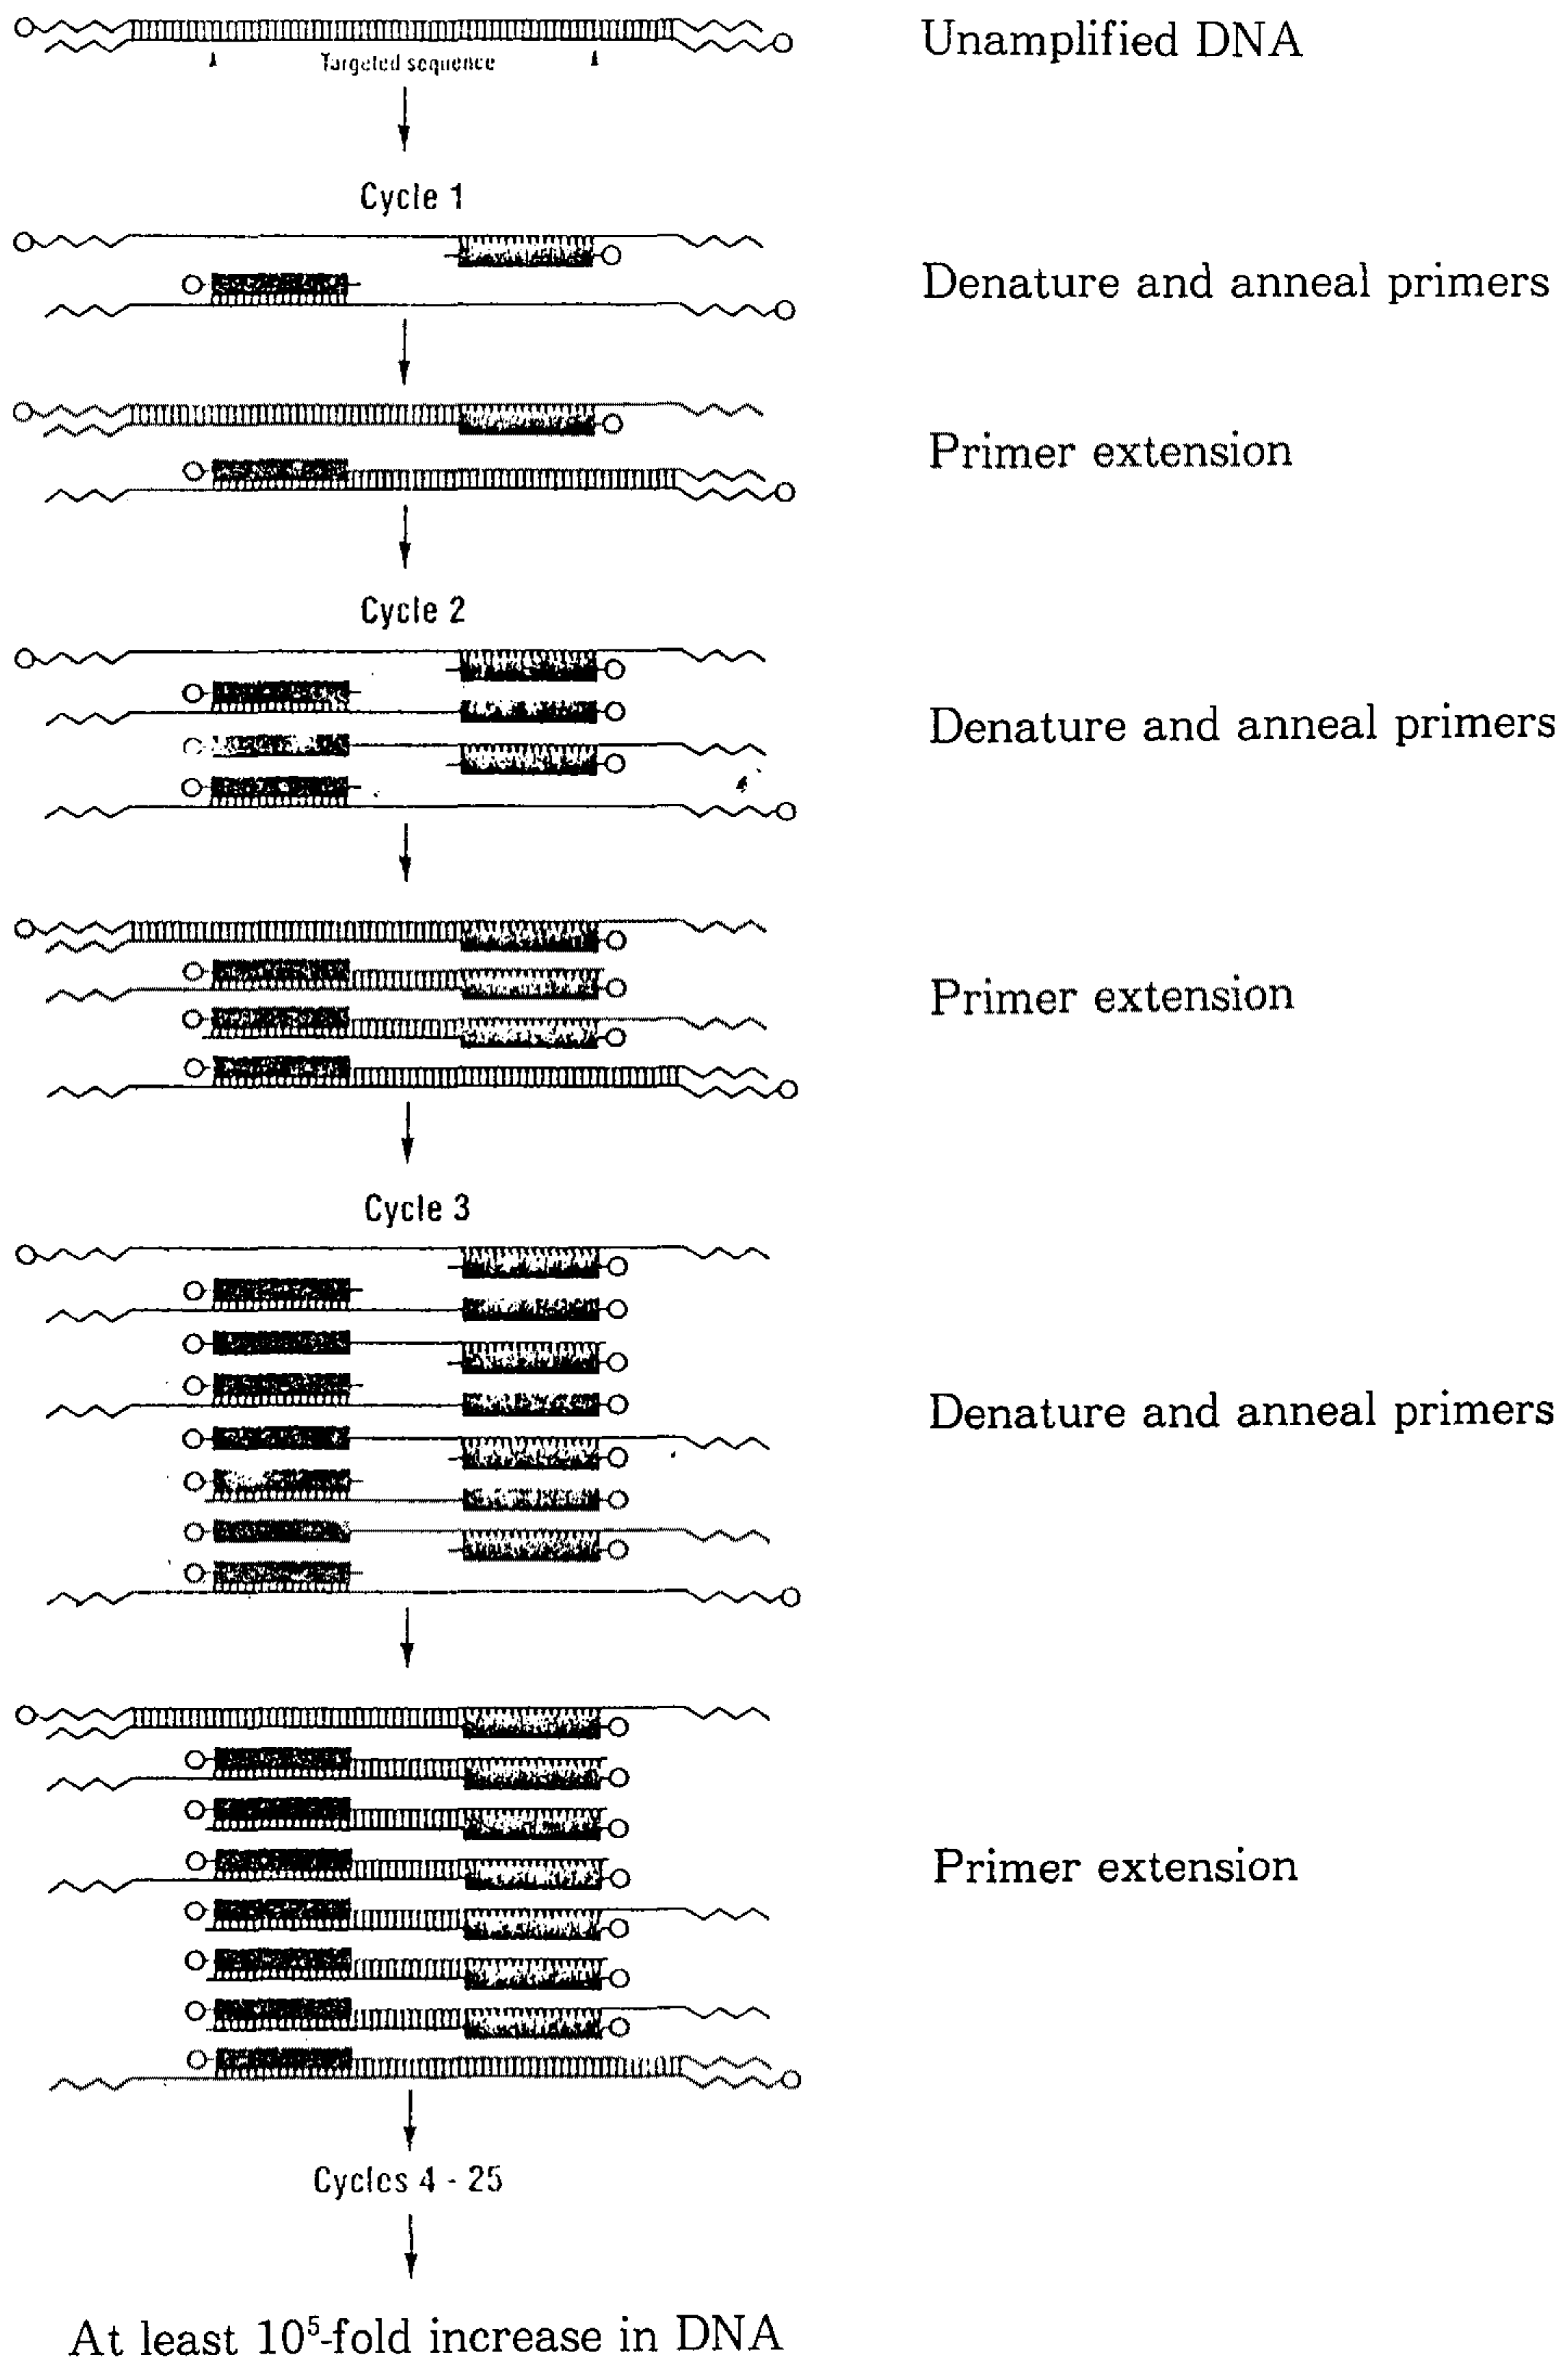 Unamplified DNA
Targeted sequence
Cycle 1
Denature and anneal primers
Primer extension
Cycle 2
Denature and anneal primers
Primer extension
Cycle 3
Denature and anneal primers
Primer extension
Cycles 4 - 25
At least 10⁵-fold increase in DNA